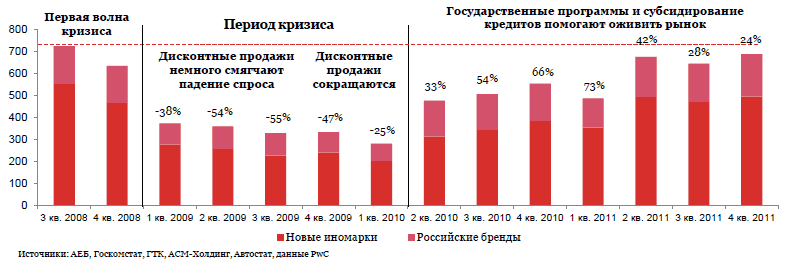 Первая волна
кризиса
Период кризиса
Государственные программы и субсидирование
кредитов помогают оживить рынок
Дисконтные продажи
немного смягчают
падение спроса
Дисконтные
продажи
сокращаются
800
700
600
500
400
300
200
100
0
-38%
-54%
-55%
-47%
-25%
33%
54%
66%
73%
42%
28%
24%
3 кв. 2008
4 кв. 2008
1 кв. 2009
2 кв. 2009
3 кв. 2009
4 кв. 2009
1 кв. 2010
2 кв. 2010
3 кв. 2010
4 кв. 2010
1 кв. 2011
2 кв. 2011
3 кв. 2011
4 кв. 2011
Новые иномарки
Российские бренды
Источники: АЕБ, Госкомстат, ГТК, АСМ-Холдинг, Автостат, данные PwC